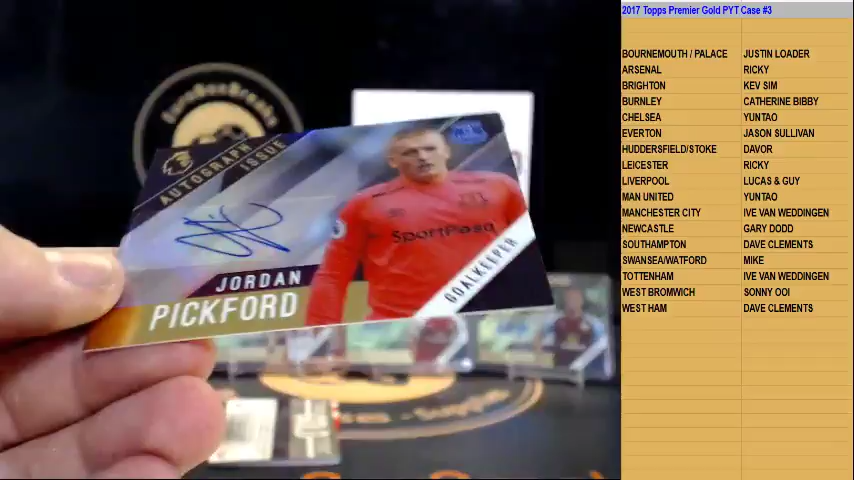 AUTOGRAPH ISSUE
SportPesa
JORDAN
PICKFORD
GOALKEEPER
2017 Topps Premier Gold PYT Case #3
BOURNEMOUTH / PALACE JUSTIN LOADER
ARSENAL RICKY
BRIGHTON KEV SIM
BURNLEY CATHERINE BIBBY
CHELSEA YUNTAO
EVERTON JASON SULLIVAN
HUDDERSFIELD/STOKE DAVOR
LEICESTER RICKY
LIVERPOOL LUCAS & GUY
MAN UNITED YUNTAO
MANCHESTER CITY IVE VAN WEDDINGEN
NEWCASTLE GARY DODD
SOUTHAMPTON DAVE CLEMENTS
SWANSEA/WATFORD MIKE
TOTTENHAM IVE VAN WEDDINGEN
WEST BROMWICH SONNY OOI
WEST HAM DAVE CLEMENTS